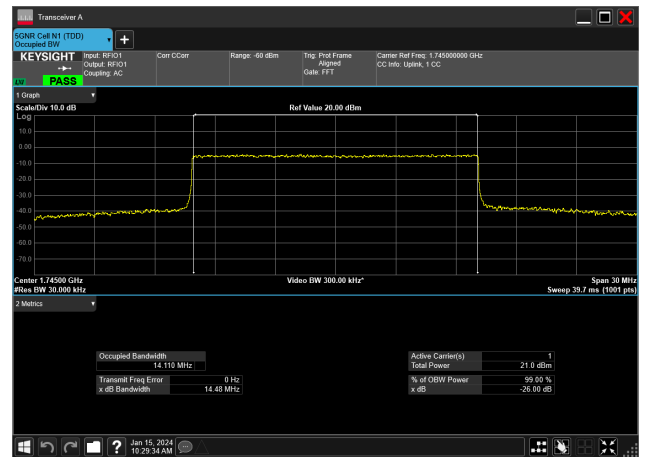 Transceiver A
5GNR Cell N1 (TDD)
Occupied BW
KEYSIGHT
Input: RFIO1
Output: RFIO1
Coupling: AC
Corr CCorr
Range: -60 dBm
Trig: Prot Frame
Aligned
Gate: FFT
Carrier Ref Freq: 1.745000000 GHz
CC Info: Uplink, 1 CC
PASS
1 Graph
Scale/Div 10.0 dB
Ref Value 20.00 dBm
Log
10.0
0.00
-10.0
-20.0
-30.0
-40.0
-50.0
-60.0
-70.0
Center 1.74500 GHz
Video BW 300.00 kHz*
Span 30 MHz
#Res BW 30.000 kHz
Sweep 39.7 ms (1001 pts)
2 Metrics
Occupied Bandwidth
14.110 MHz
Active Carrier(s) 1
Total Power 21.0 dBm
Transmit Freq Error 0 Hz
x dB Bandwidth 14.48 MHz
% of OBW Power 99.00 %
x dB -26.00 dB
Jan 15, 2024
10:29:34 AM